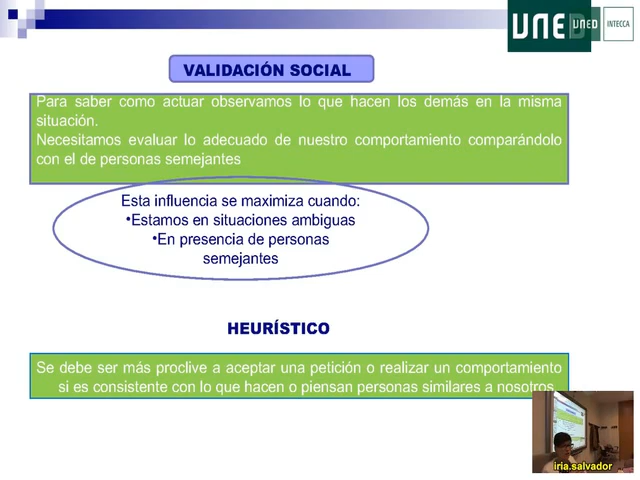 UNED
UNED
INTECCA
VALIDACIÓN SOCIAL
Para saber como actuar observamos lo que hacen los demás en la misma
situación.
Necesitamos evaluar lo adecuado de nuestro comportamiento comparándolo
con el de personas semejantes
Esta influencia se maximiza cuando:
•Estamos en situaciones ambiguas
•En presencia de personas
semejantes
HEURÍSTICO
Se debe ser más proclive a aceptar una petición o realizar un comportamiento
si es consistente con lo que hacen o piensan personas similares a nosotros.
iria.salvador